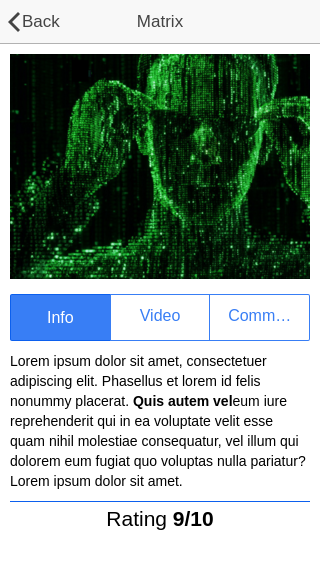 Back
Matrix
Info
Video
Comm…
Lorem ipsum dolor sit amet, consectetuer
adipiscing elit. Phasellus et lorem id felis
nonummy placerat. Quis autem veleum iure
reprehenderit qui in ea voluptate velit esse
quam nihil molestiae consequatur, vel illum qui
dolorem eum fugiat quo voluptas nulla pariatur?
Lorem ipsum dolor sit amet.
Rating 9/10